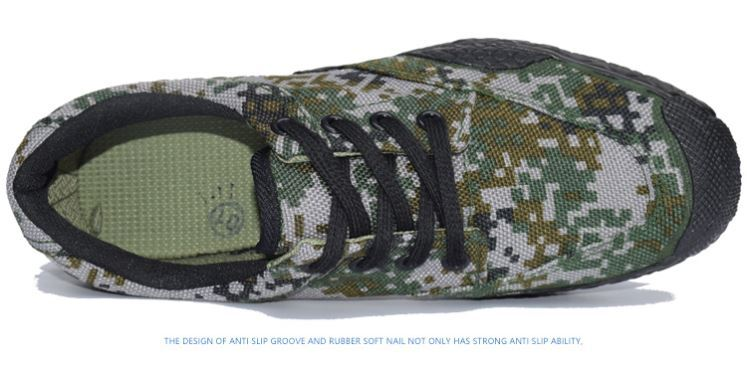 THE DESIGN OF ANTI SLIP GROOVE AND RUBBER SOFT NAIL NOT ONLY HAS STRONG ANTI SLIP ABILITY,